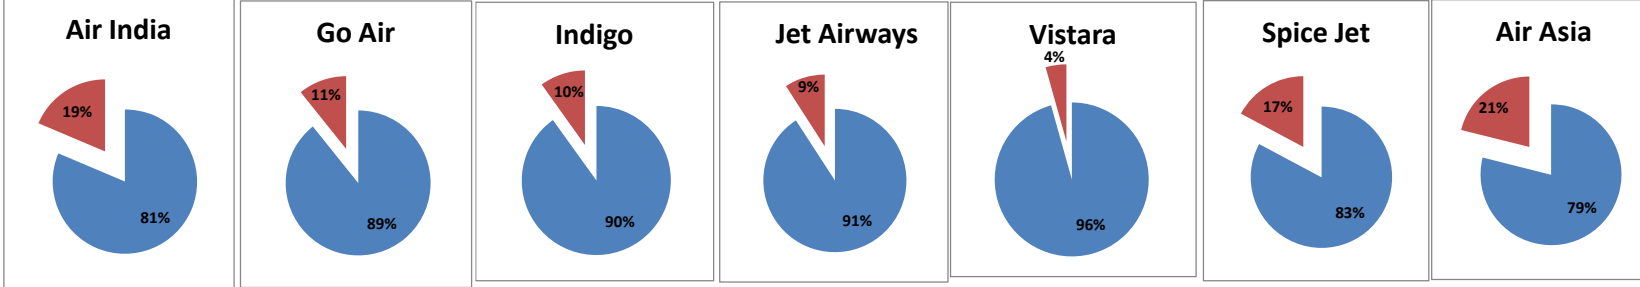 Air India
19%
81%
Go Air
11%
89%
Indigo
10%
90%
Jet Airways
9%
91%
Vistara
4%
96%
Spice Jet
17%
83%
Air Asia
21%
79%